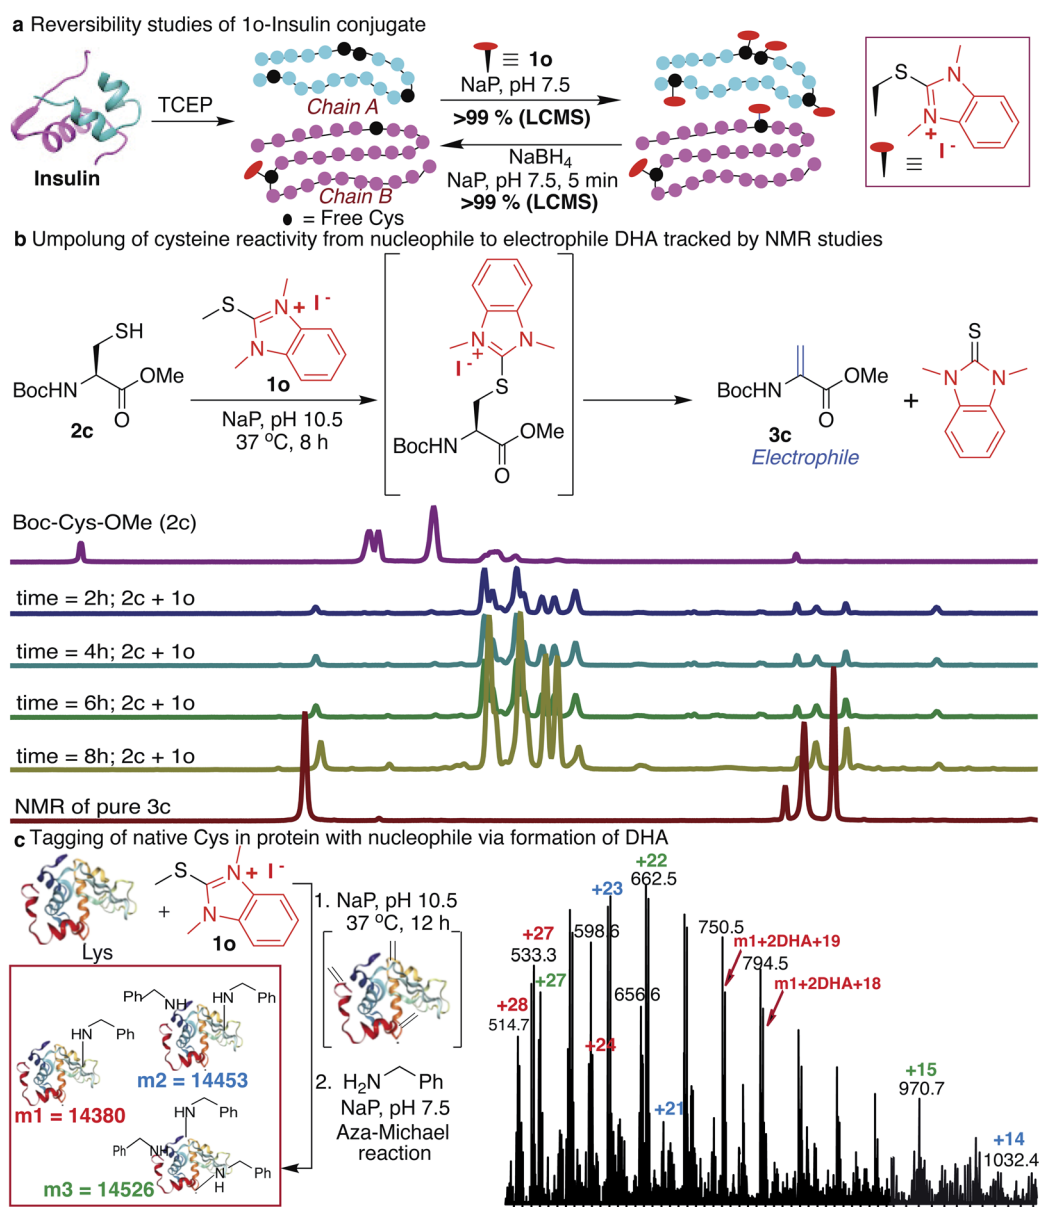 a Reversibility studies of 1o-Insulin conjugate
Insulin
TCEP
Chain A
Chain B
= Free Cys
≡ 1o
NaP, pH 7.5
>99 % (LCMS)
NaBH4
NaP, pH 7.5, 5 min
>99 % (LCMS)
S
N
N
+
I -
≡
b Umpolung of cysteine reactivity from nucleophile to electrophile DHA tracked by NMR studies
SH
BocHN
OMe
O
2c
S
N
+ I -
N
1o
NaP, pH 10.5
37 oC, 8 h
N
+
N
I-
S
BocHN
OMe
O
BocHN
OMe
O
3c
Electrophile
+
S
N
N
Boc-Cys-OMe (2c)
time = 2h; 2c + 1o
time = 4h; 2c + 1o
time = 6h; 2c + 1o
time = 8h; 2c + 1o
NMR of pure 3c
c Tagging of native Cys in protein with nucleophile via formation of DHA
Lys
+
S
N
+ I -
N
1o
1. NaP, pH 10.5
37 oC, 12 h
2. H2N Ph
NaP, pH 7.5
Aza-Michael
reaction
HN
Ph
m1 = 14380
Ph
NH
HN
Ph
m2 = 14453
HN
Ph
Ph
NH
N
H
Ph
m3 = 14526
+28
514.7
+27
533.3
+27
+23
598.6
+24
+22
662.5
656.6
+21
750.5
m1+2DHA+19
794.5
m1+2DHA+18
+15
970.7
+14
1032.4